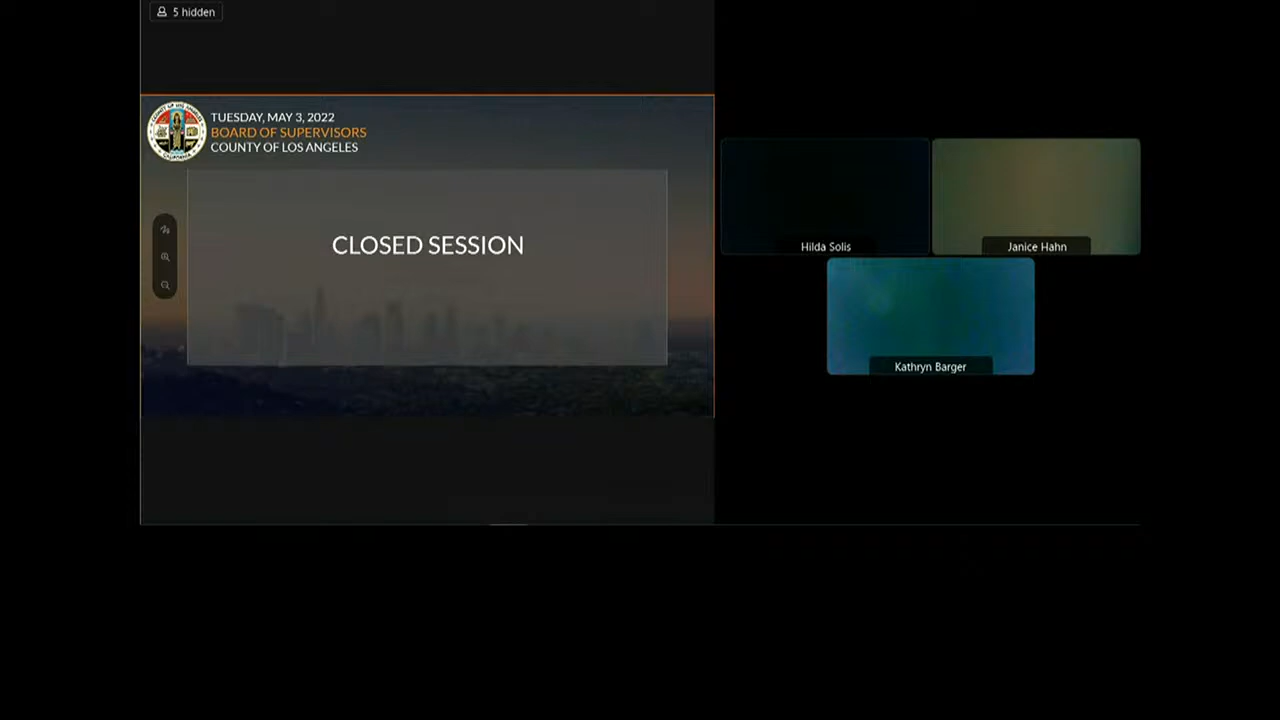 5 hidden
TUESDAY, MAY 3, 2022
BOARD OF SUPERVISORS
COUNTY OF LOS ANGELES
CLOSED SESSION
Hilda Solis
Janice Hahn
Kathryn Barger